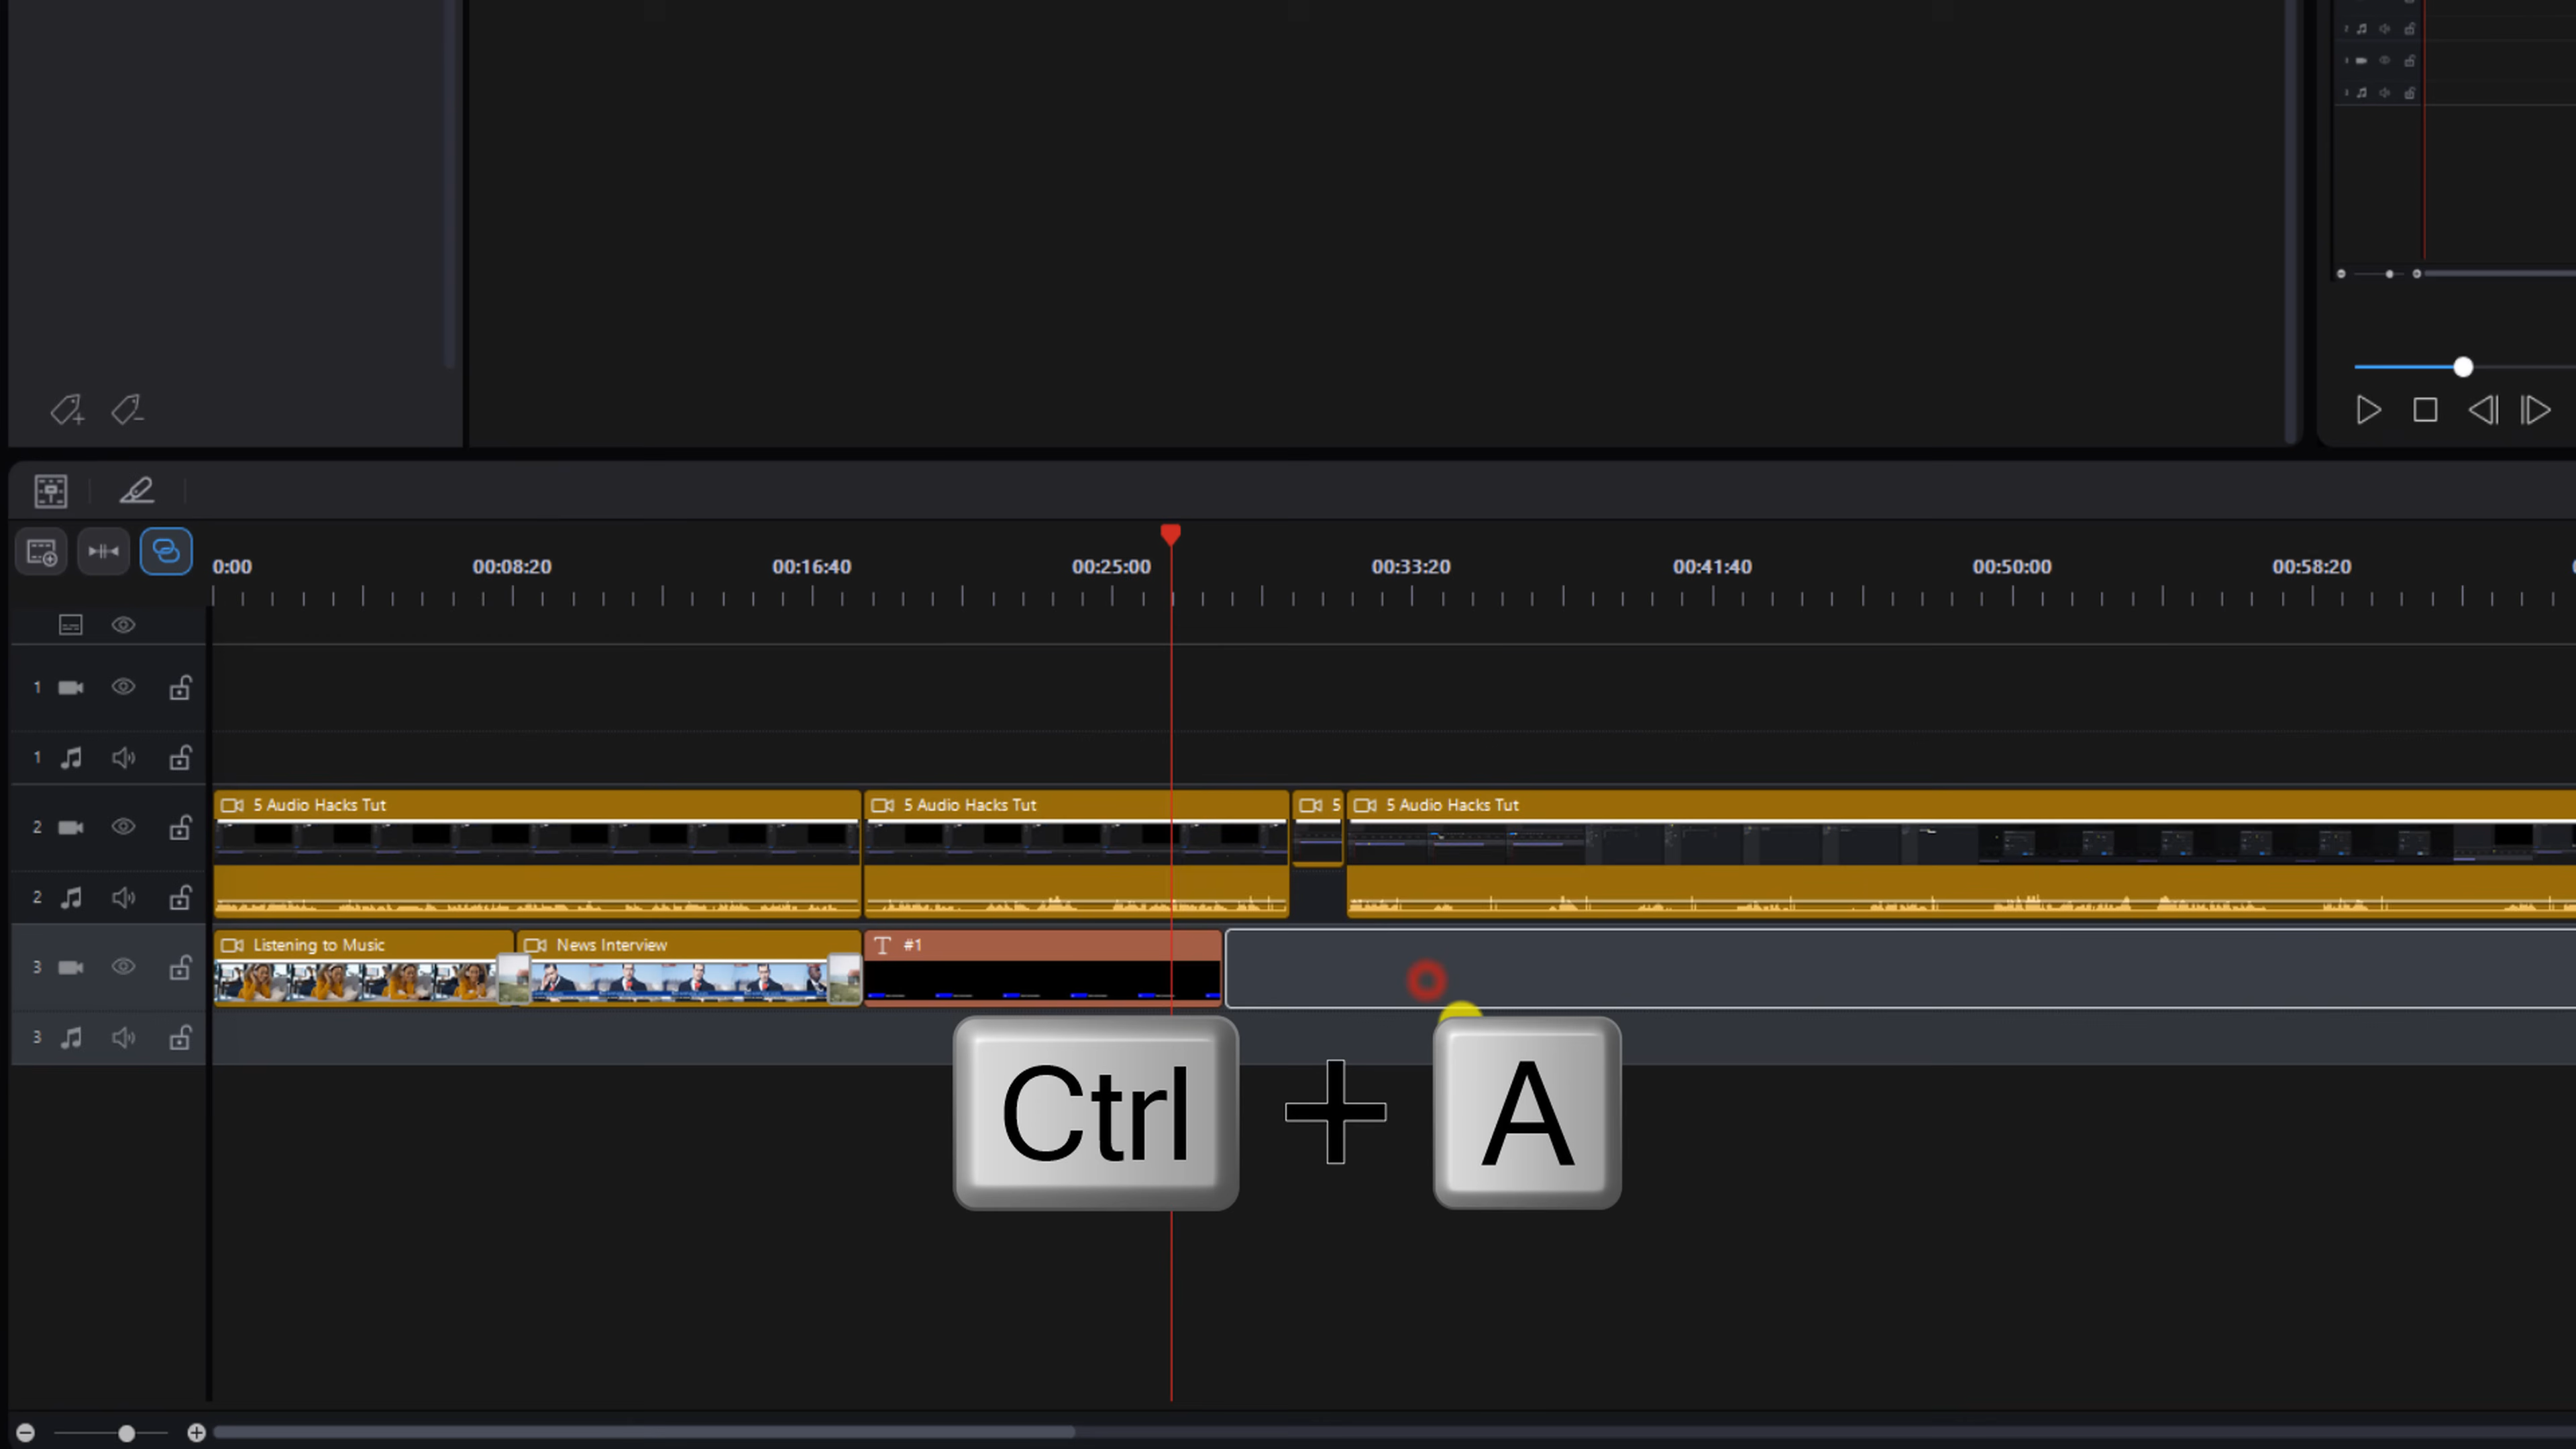 0:00 00:08:20 00:16:40 00:25:00 00:33:20 00:41:40 00:50:00 00:58:20
1
1
5 Audio Hacks Tut 5 Audio Hacks Tut 5 5 Audio Hacks Tut
2
2
Listening to Music News Interview T #1
3
3
Ctrl + A